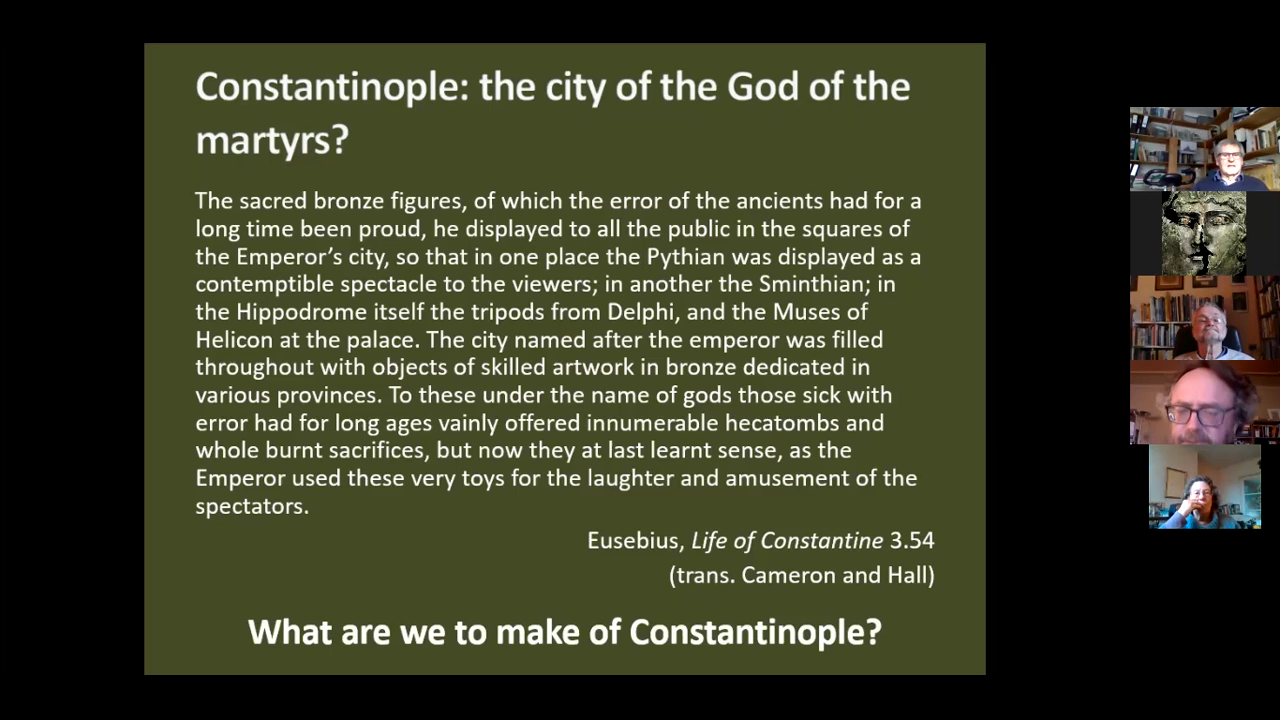 Constantinople: the city of the God of the
martyrs?
The sacred bronze figures, of which the error of the ancients had for a
long time been proud, he displayed to all the public in the squares of
the Emperor’s city, so that in one place the Pythian was displayed as a
contemptible spectacle to the viewers; in another the Sminthian; in
the Hippodrome itself the tripods from Delphi, and the Muses of
Helicon at the palace. The city named after the emperor was filled
throughout with objects of skilled artwork in bronze dedicated in
various provinces. To these under the name of gods those sick with
error had for long ages vainly offered innumerable hecatombs and
whole burnt sacrifices, but now they at last learnt sense, as the
Emperor used these very toys for the laughter and amusement of the
spectators.
Eusebius, Life of Constantine 3.54
(trans. Cameron and Hall)
What are we to make of Constantinople?